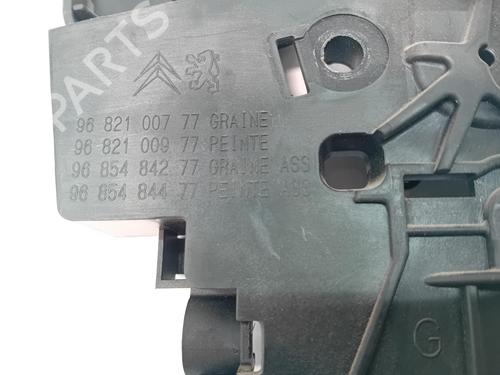 PARTS
96 821 007 77 GRAINE
96 821 009 77 PEINTE
96 854 842 77 GRAINE ASS
96 854 844 77 PEINTE ASS
G